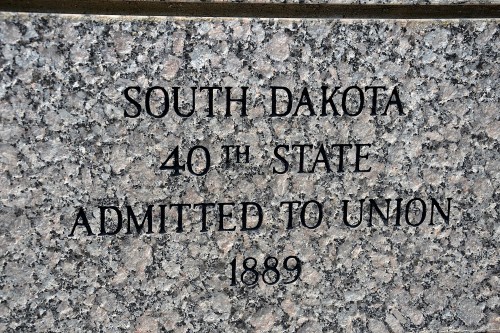 SOUTH DAKOTA
40TH STATE
ADMITTED TO UNION
1889